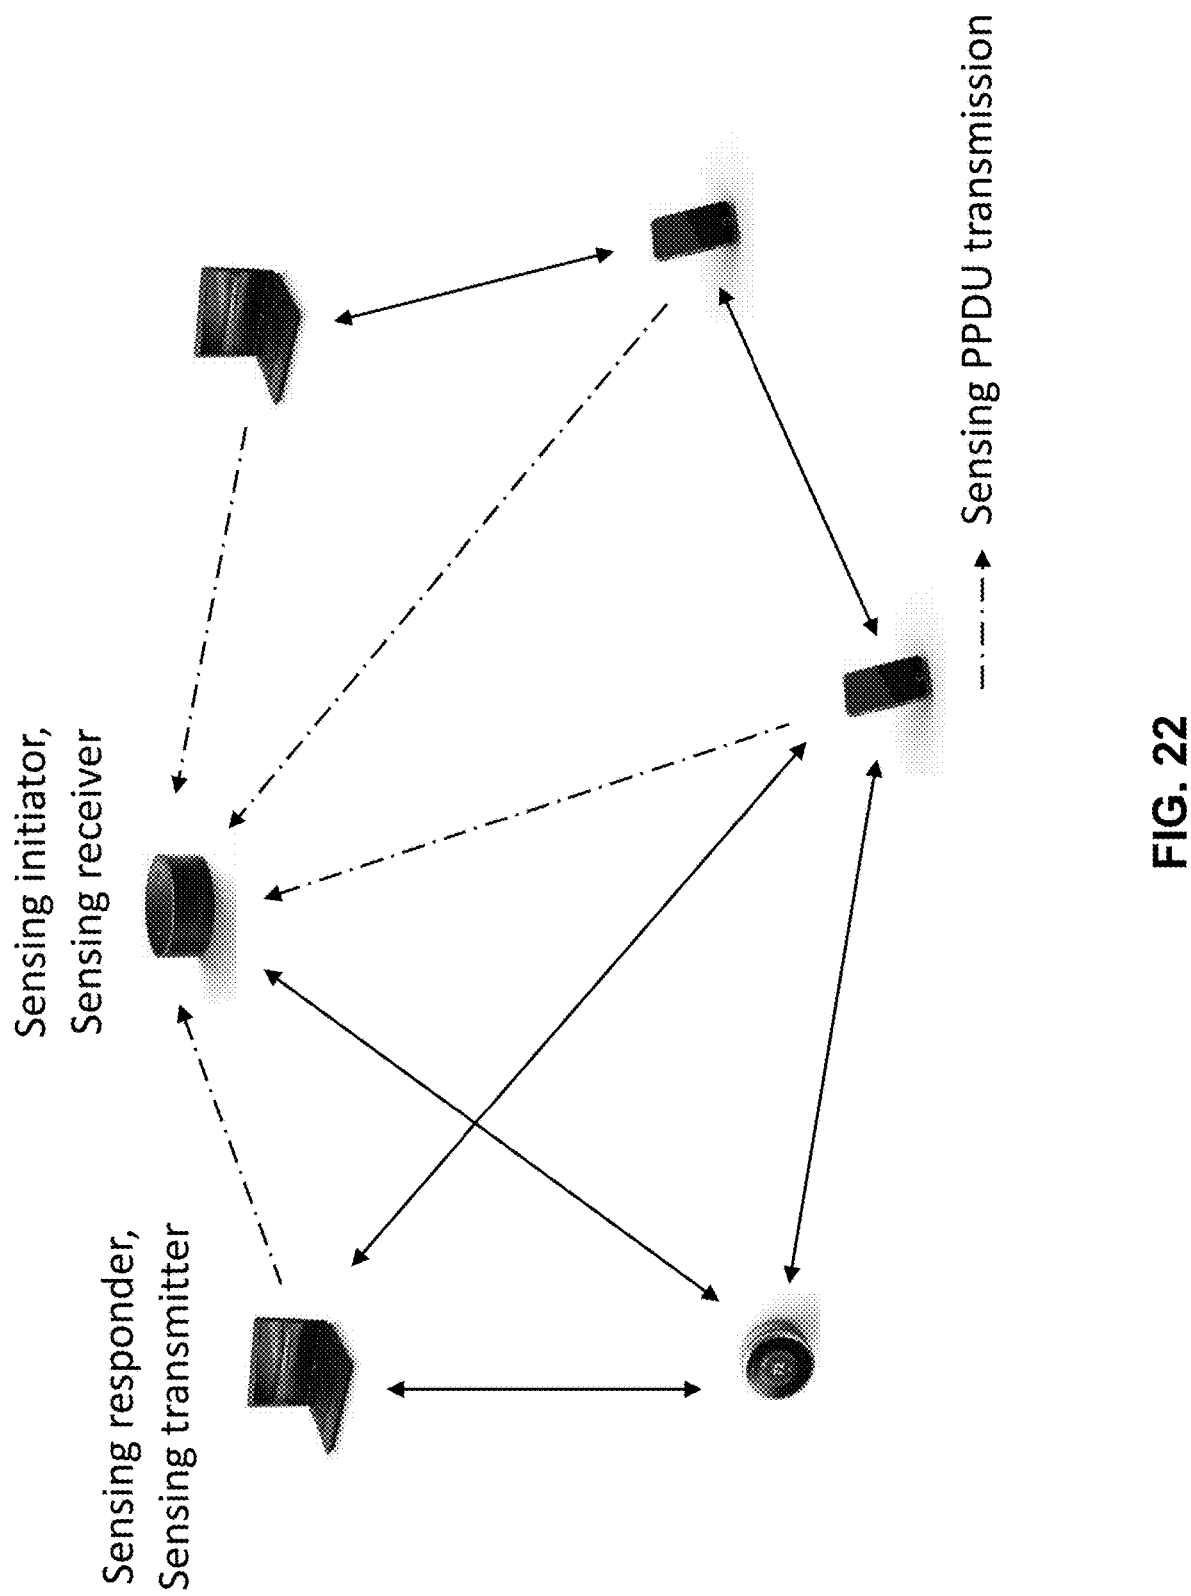 Sensing initiator,
Sensing receiver
Sensing responder,
Sensing transmitter
Sensing PPDU transmission
FIG. 22